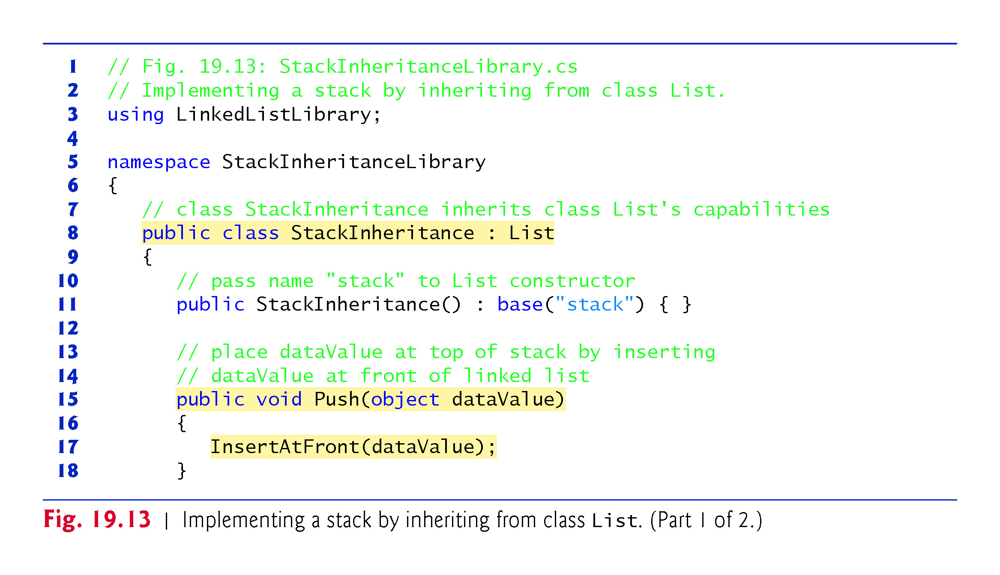 1 // Fig. 19.13: StackInheritanceLibrary.cs
2 // Implementing a stack by inheriting from class List.
3 using LinkedListLibrary;
4
5 namespace StackInheritanceLibrary
6 {
7 // class StackInheritance inherits class List's capabilities
8 public class StackInheritance : List
9 {
10 // pass name "stack" to List constructor
11 public StackInheritance() : base("stack") { }
12
13 // place dataValue at top of stack by inserting
14 // dataValue at front of linked list
15 public void Push(object dataValue)
16 {
17 InsertAtFront(dataValue);
18 }
Fig. 19.13 | Implementing a stack by inheriting from class List. (Part 1 of 2.)